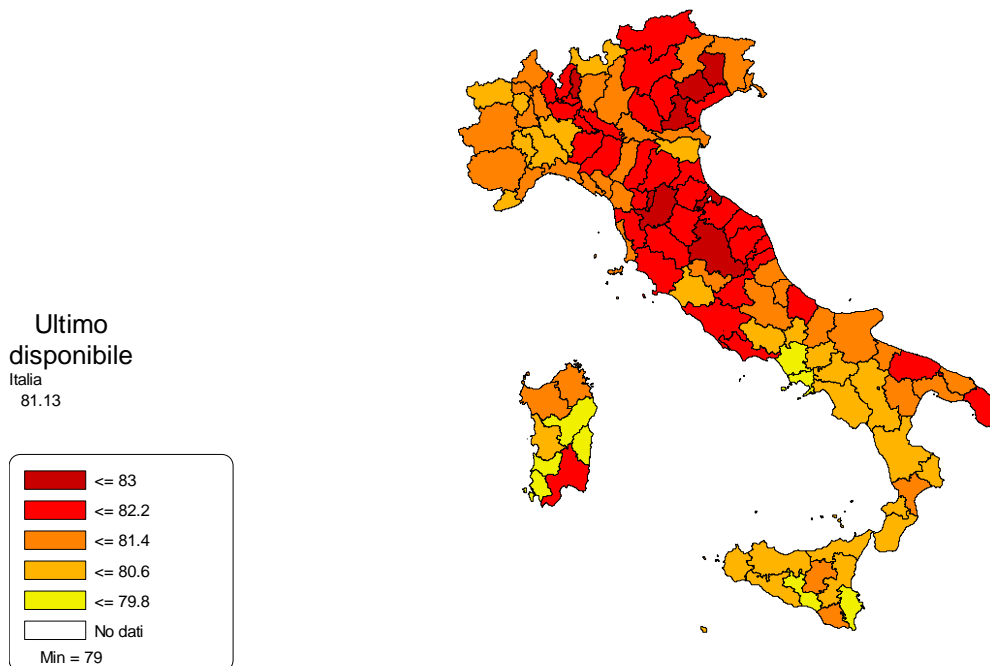 Ultimo
disponibile
Italia
81.13
<= 83
<= 82.2
<= 81.4
<= 80.6
<= 79.8
No dati
Min = 79